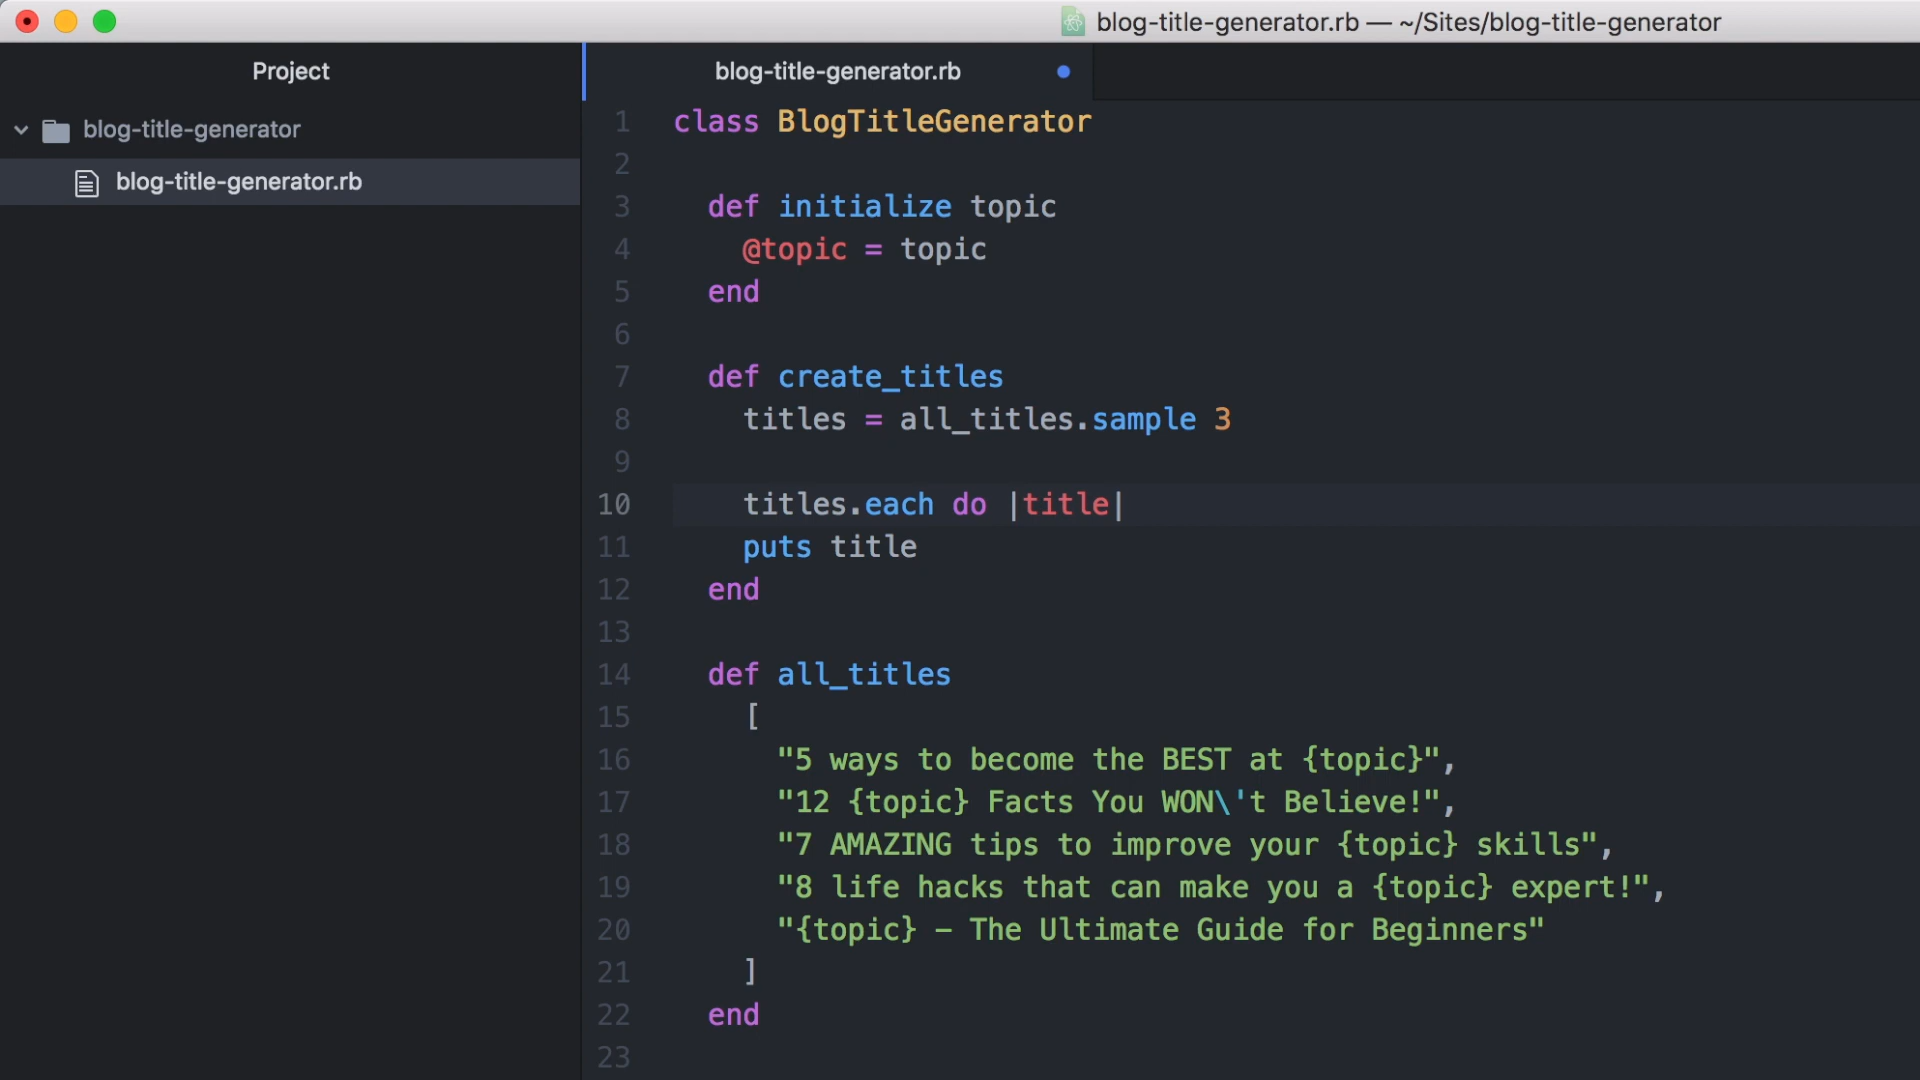 blog-title-generator.rb — ~/Sites/blog-title-generator
Project
blog-title-generator
blog-title-generator.rb
blog-title-generator.rb
1 class BlogTitleGenerator
2
3   def initialize topic
4     @topic = topic
5   end
6
7   def create_titles
8     titles = all_titles.sample 3
9
10     titles.each do |title|
11     puts title
12   end
13
14   def all_titles
15     [
16       "5 ways to become the BEST at {topic}",
17       "12 {topic} Facts You WON\'t Believe!",
18       "7 AMAZING tips to improve your {topic} skills",
19       "8 life hacks that can make you a {topic} expert!",
20       "{topic} – The Ultimate Guide for Beginners"
21     ]
22   end
23